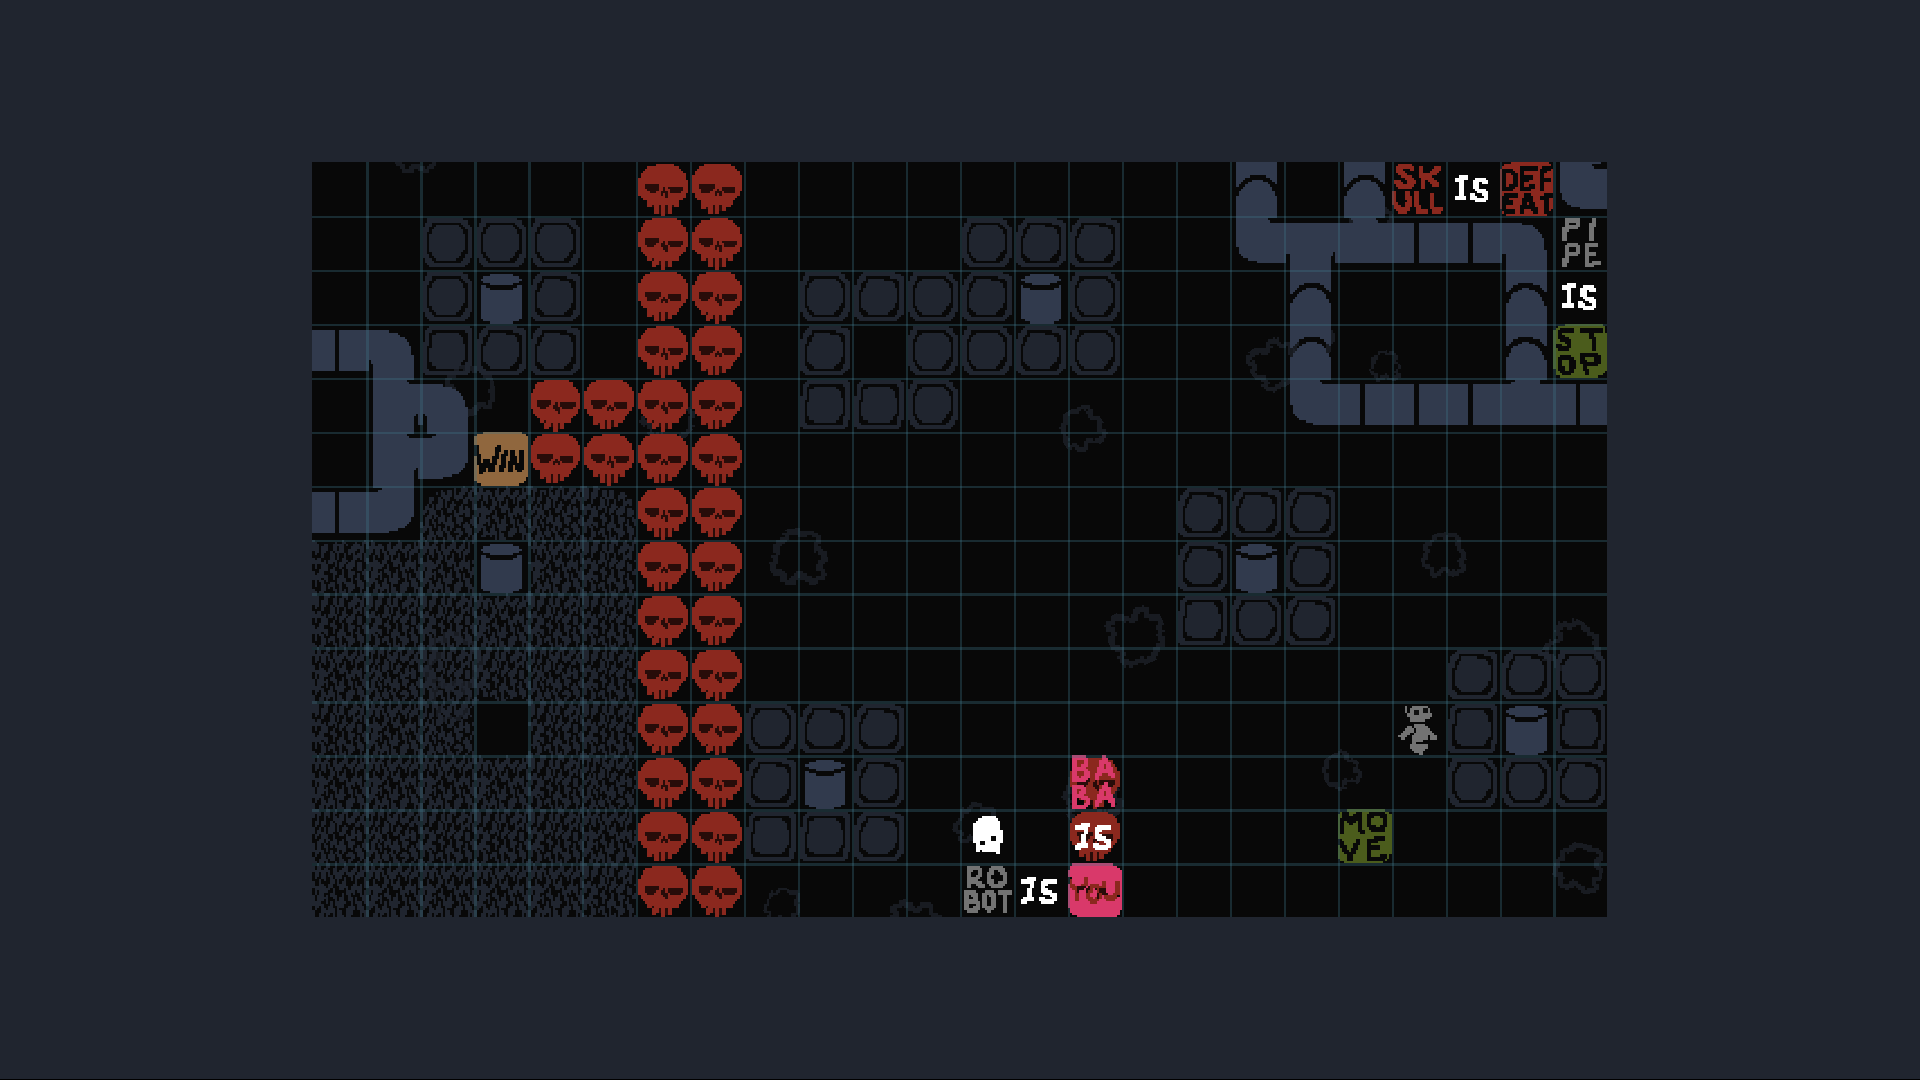 SKULL IS DEFEAT
PIPE
IS
STOP
WIN
BABA
IS
MOVE
ROBOT IS YOU